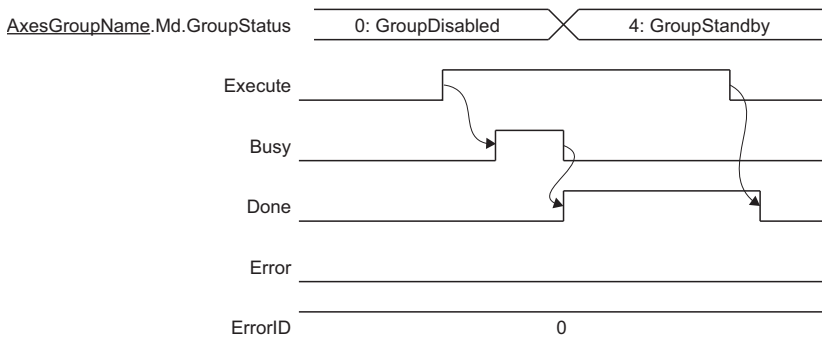 AxesGroupName.Md.GroupStatus 0: GroupDisabled 4: GroupStandby
Execute
Busy
Done
Error
ErrorID 0